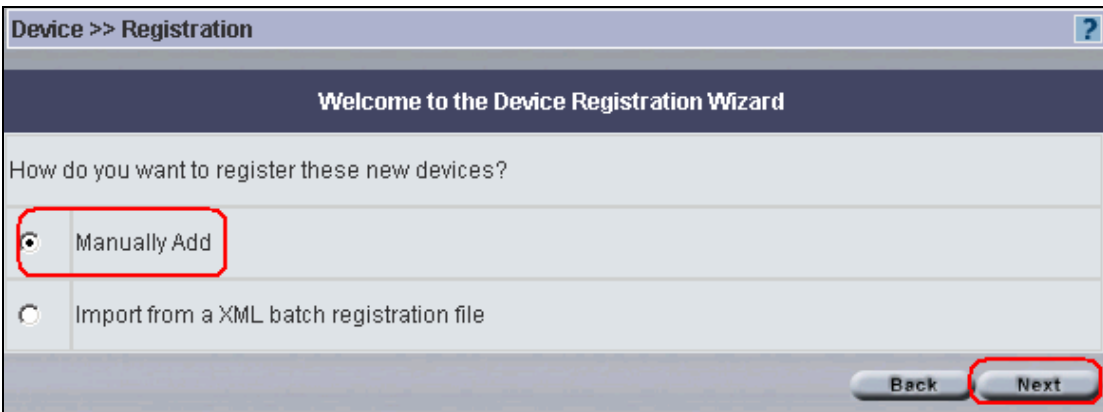 Device >> Registration
?
Welcome to the Device Registration Wizard
How do you want to register these new devices?
Manually Add
Import from a XML batch registration file
Back Next